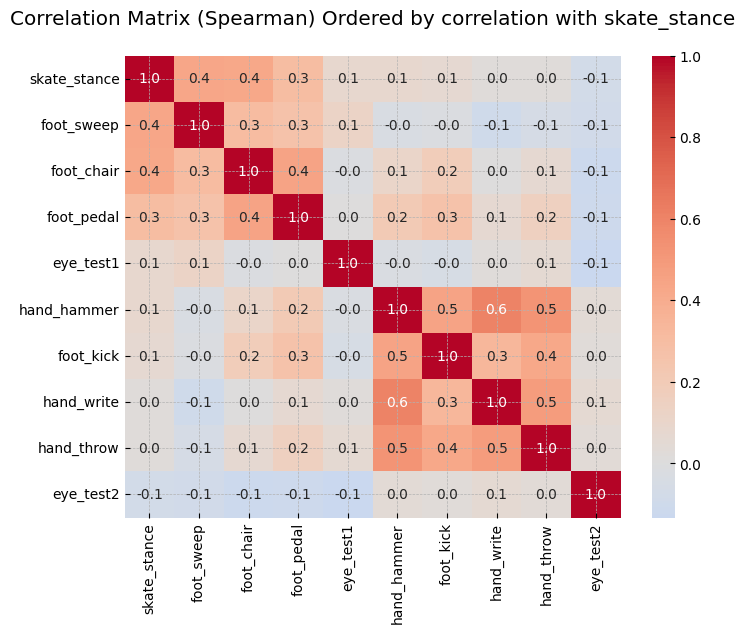 Correlation Matrix (Spearman) Ordered by correlation with skate_stance
skate_stance 1.0 0.4 0.4 0.3 0.1 0.1 0.1 0.0 0.0 -0.1
foot_sweep 0.4 1.0 0.3 0.3 0.1 -0.0 -0.0 -0.1 -0.1 -0.1
foot_chair 0.4 0.3 1.0 0.4 -0.0 0.1 0.2 0.0 0.1 -0.1
foot_pedal 0.3 0.3 0.4 1.0 0.0 0.2 0.3 0.1 0.2 -0.1
eye_test1 0.1 0.1 -0.0 0.0 1.0 -0.0 -0.0 0.0 0.1 -0.1
hand_hammer 0.1 -0.0 0.1 0.2 -0.0 1.0 0.5 0.6 0.5 0.0
foot_kick 0.1 -0.0 0.2 0.3 -0.0 0.5 1.0 0.3 0.4 0.0
hand_write 0.0 -0.1 0.0 0.1 0.0 0.6 0.3 1.0 0.5 0.1
hand_throw 0.0 -0.1 0.1 0.2 0.1 0.5 0.4 0.5 1.0 0.0
eye_test2 -0.1 -0.1 -0.1 -0.1 -0.1 0.0 0.0 0.1 0.0 1.0
skate_stance
foot_sweep
foot_chair
foot_pedal
eye_test1
hand_hammer
foot_kick
hand_write
hand_throw
eye_test2
1.0
0.8
0.6
0.4
0.2
0.0